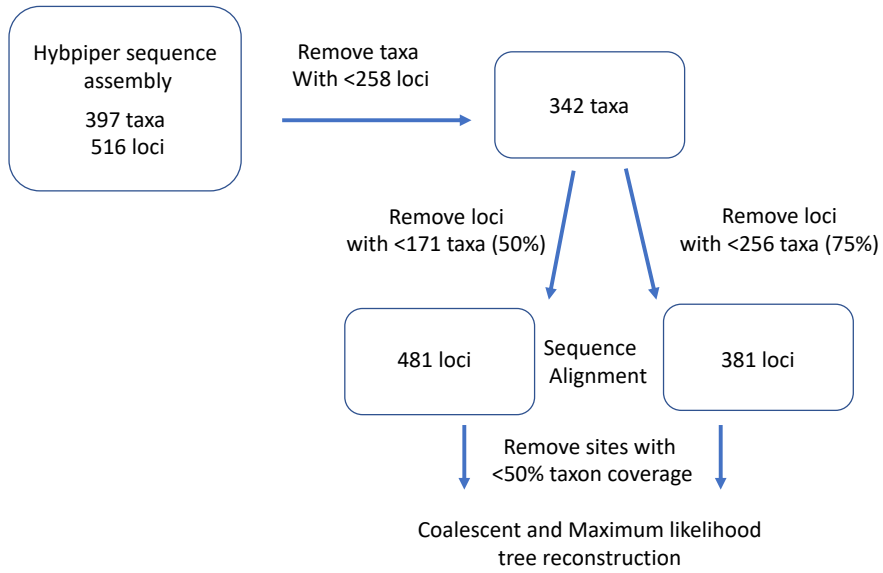 Hybpiper sequence
assembly
397 taxa
516 loci
Remove taxa
With <258 loci
342 taxa
Remove loci
with <171 taxa (50%)
Remove loci
with <256 taxa (75%)
481 loci
Sequence
Alignment
381 loci
Remove sites with
<50% taxon coverage
Coalescent and Maximum likelihood
tree reconstruction